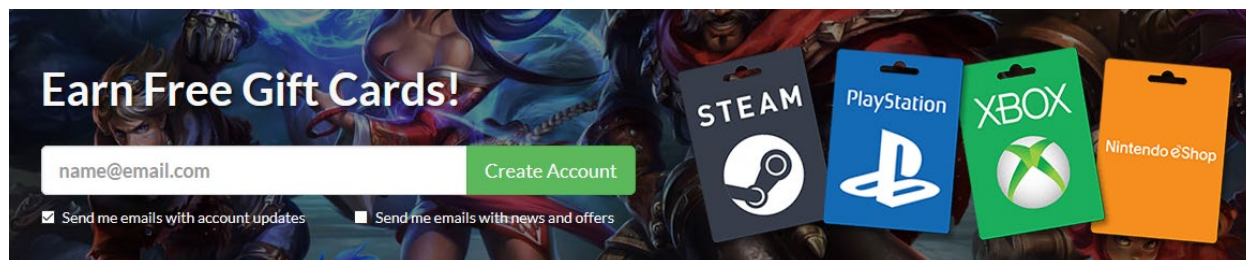 Earn Free Gift Cards!
name@email.com
Create Account
Send me emails with account updates
Send me emails with news and offers
STEAM
PlayStation
XBOX
Nintendo eShop